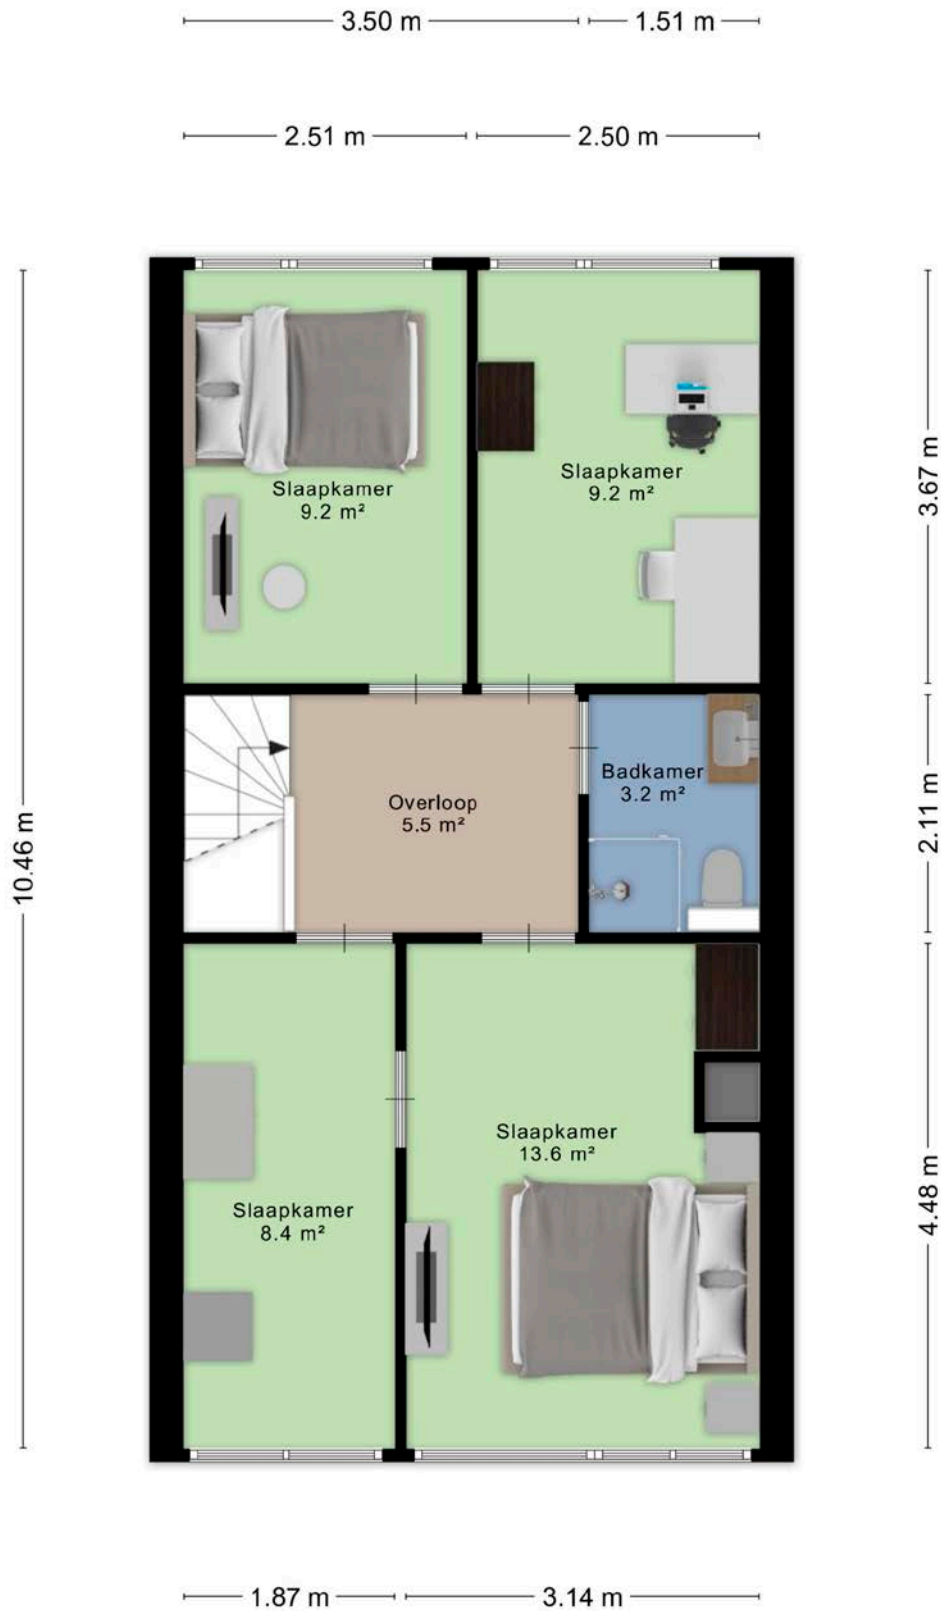 3.50 m
1.51 m
2.51 m
2.50 m
Slaapkamer
9.2 m²
Slaapkamer
9.2 m²
3.67 m
Badkamer
3.2 m²
Overloop
5.5 m²
2.11 m
10.46 m
Slaapkamer
13.6 m²
Slaapkamer
8.4 m²
4.48 m
1.87 m
3.14 m